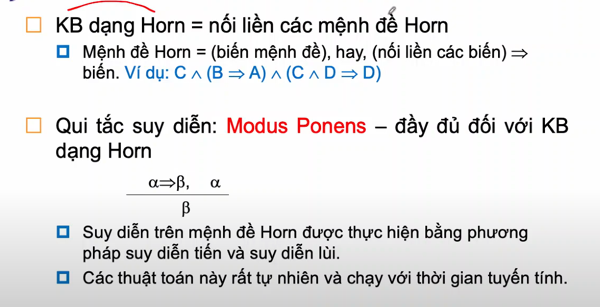 KB dạng Horn = nối liền các mệnh đề Horn
Mệnh đề Horn = (biến mệnh đề), hay, (nối liền các biến) ⇒
biến. Ví dụ: C ∧ (B ⇒ A) ∧ (C ∧ D ⇒ D)
Qui tắc suy diễn: Modus Ponens – đầy đủ đối với KB
dạng Horn
α⇒β, α
β
Suy diễn trên mệnh đề Horn được thực hiện bằng phương
pháp suy diễn tiến và suy diễn lùi.
Các thuật toán này rất tự nhiên và chạy với thời gian tuyến tính.